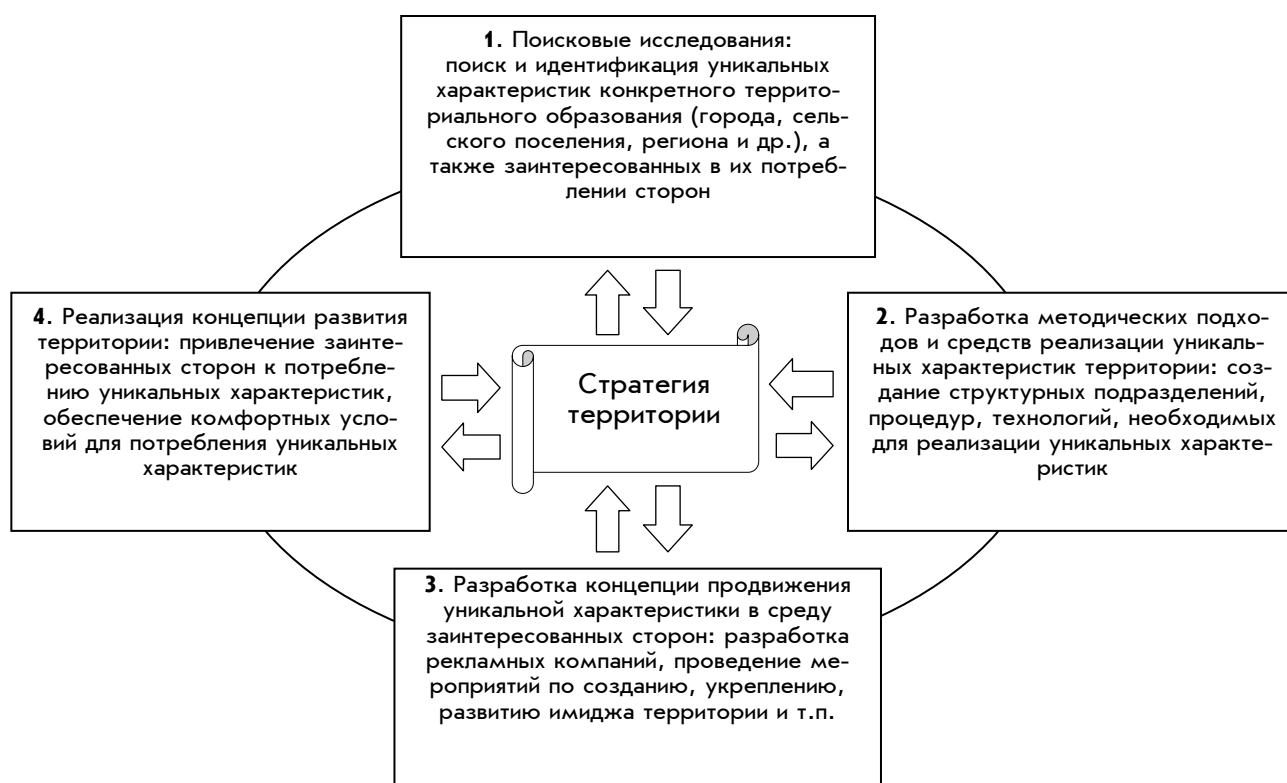 1. Поисковые исследования:
поиск и идентификация уникальных
характеристик конкретного террито-
риального образования (города, сель-
ского поселения, региона и др.), а
также заинтересованных в их потреб-
лении сторон
4. Реализация концепции развития
территории: привлечение заинте-
ресованных сторон к потребле-
нию уникальных характеристик,
обеспечение комфортных усло-
вий для потребления уникальных
характеристик
Стратегия
территории
2. Разработка методических подхо-
дов и средств реализации уникаль-
ных характеристик территории: соз-
дание структурных подразделений,
процедур, технологий, необходимых
для реализации уникальных характе-
ристик
3. Разработка концепции продвижения
уникальной характеристики в среду
заинтересованных сторон: разработка
рекламных компаний, проведение ме-
роприятий по созданию, укреплению,
развитию имиджа территории и т.п.